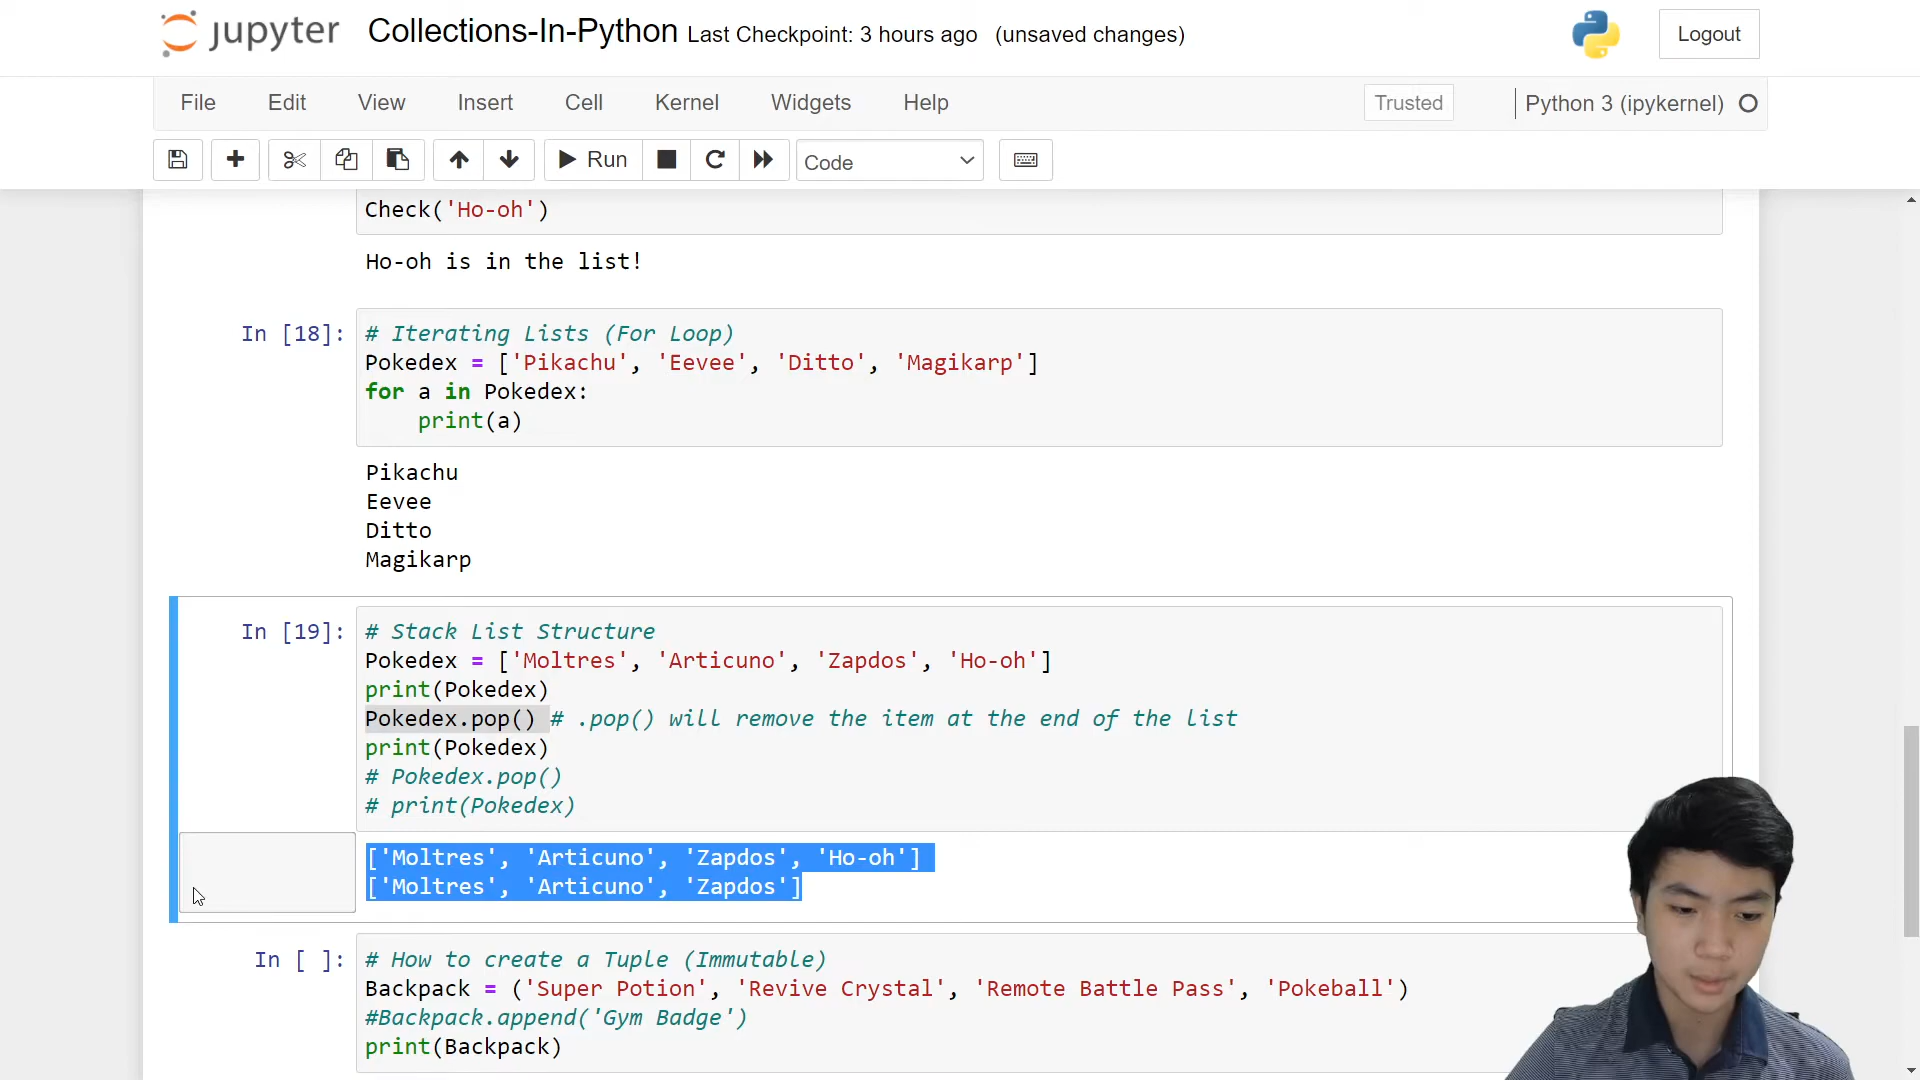 jupyter Collections-In-Python Last Checkpoint: 3 hours ago (unsaved changes) Logout
File Edit View Insert Cell Kernel Widgets Help Trusted Python 3 (ipykernel)
Run Code
Check('Ho-oh')
Ho-oh is in the list!
In [18]: # Iterating Lists (For Loop)
Pokedex = ['Pikachu', 'Eevee', 'Ditto', 'Magikarp']
for a in Pokedex:
    print(a)
Pikachu
Eevee
Ditto
Magikarp
In [19]: # Stack List Structure
Pokedex = ['Moltres', 'Articuno', 'Zapdos', 'Ho-oh']
print(Pokedex)
Pokedex.pop() # .pop() will remove the item at the end of the list
print(Pokedex)
# Pokedex.pop()
# print(Pokedex)
['Moltres', 'Articuno', 'Zapdos', 'Ho-oh']
['Moltres', 'Articuno', 'Zapdos']
In [ ]: # How to create a Tuple (Immutable)
Backpack = ('Super Potion', 'Revive Crystal', 'Remote Battle Pass', 'Pokeball')
#Backpack.append('Gym Badge')
print(Backpack)